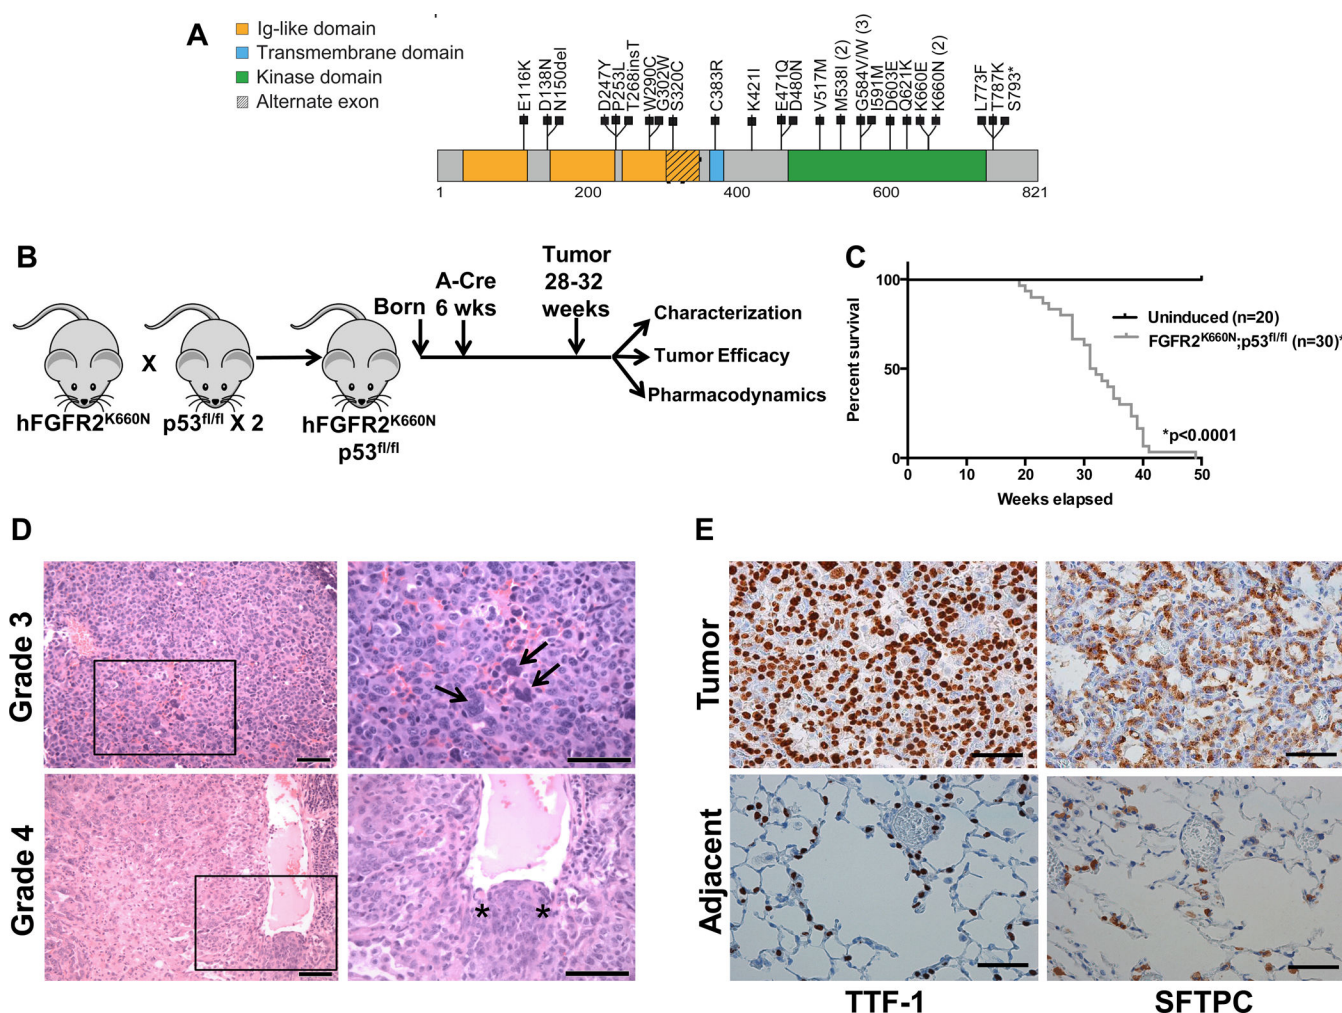 A
Ig-like domain
Transmembrane domain
Kinase domain
Alternate exon
E116K
D138N
N150del
D247Y
P253L
T268insT
W290C
G302W
S320C
C383R
K421I
E471Q
D480N
V517M
M538I (2)
G584V/W (3)
I591M
D603E
Q621K
K660E
K660N (2)
L773F
T787K
S793*
1 200 400 600 821
B
Born
A-Cre
6 wks
Tumor
28-32
weeks
Characterization
Tumor Efficacy
Pharmacodynamics
X
hFGFR2K660N
p53fl/fl X 2
hFGFR2K660N
p53fl/fl
C
Percent survival
100
50
0
0 10 20 30 40 50
Weeks elapsed
Uninduced (n=20)
FGFR2K660N;p53fl/fl (n=30)*
*p<0.0001
D
Grade 3
Grade 4
* *
E
Tumor
Adjacent
TTF-1 SFTPC